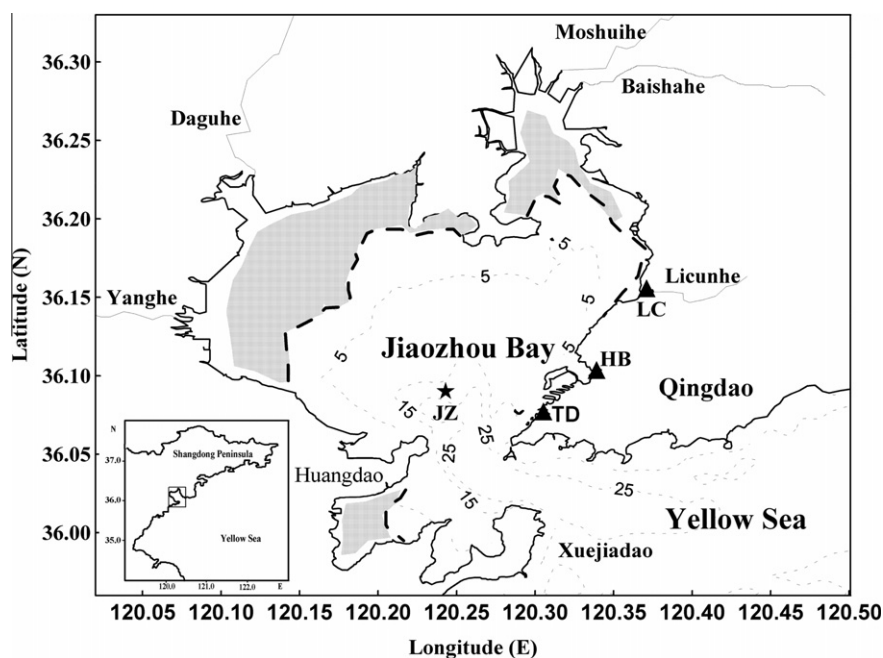 Moshuihe
Baishahe
Daguhe
Yanghe
Licunhe
LC
Jiaozhou Bay
HB
Qingdao
JZ
TD
Huangdao
Yellow Sea
Xuejiadao
5
5
5
5
5
15
25
25
15
25
36.30
36.25
36.20
36.15
36.10
36.05
36.00
Latitude (N)
120.05 120.10 120.15 120.20 120.25 120.30 120.35 120.40 120.45 120.50
Longitude (E)
N
37.0
36.0
35.0
Shangdong Peninsula
Yellow Sea
120.0 121.0 122.0 E